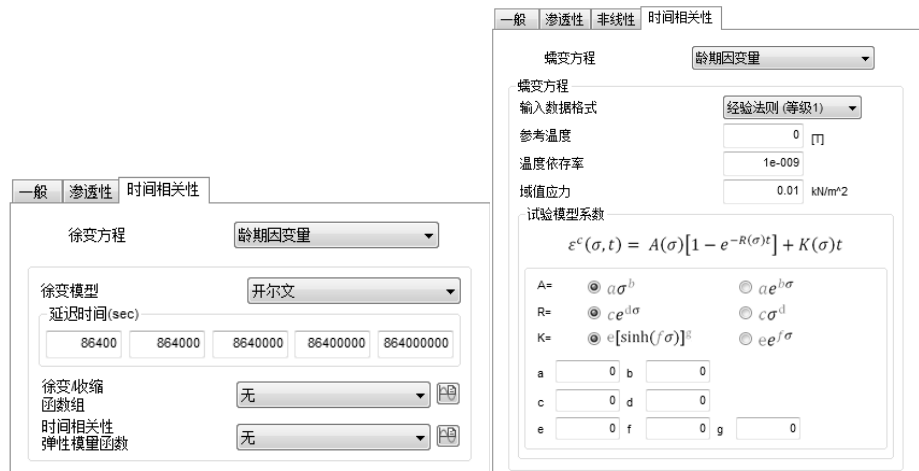 一般 渗透性 时间相关性
徐变方程 龄期因变量
徐变模型 开尔文
延迟时间(sec)
86400 864000 8640000 86400000 864000000
徐变/收缩
函数组 无
时间相关性
弹性模量函数 无
一般 渗透性 非线性 时间相关性
蠕变方程 龄期因变量
蠕变方程
输入数据格式 经验法则 (等级1)
参考温度 0 [T]
温度依存率 1e-009
域值应力 0.01 kN/m^2
试验模型系数
εᶜ(σ,t) = A(σ)[1 − e^{−R(σ)t}] + K(σ)t
A= aσᵇ ae^{bσ}
R= ce^{dσ} cσᵈ
K= e[sinh(fσ)]ᵍ ee^{fσ}
a 0 b 0
c 0 d 0
e 0 f 0 g 0